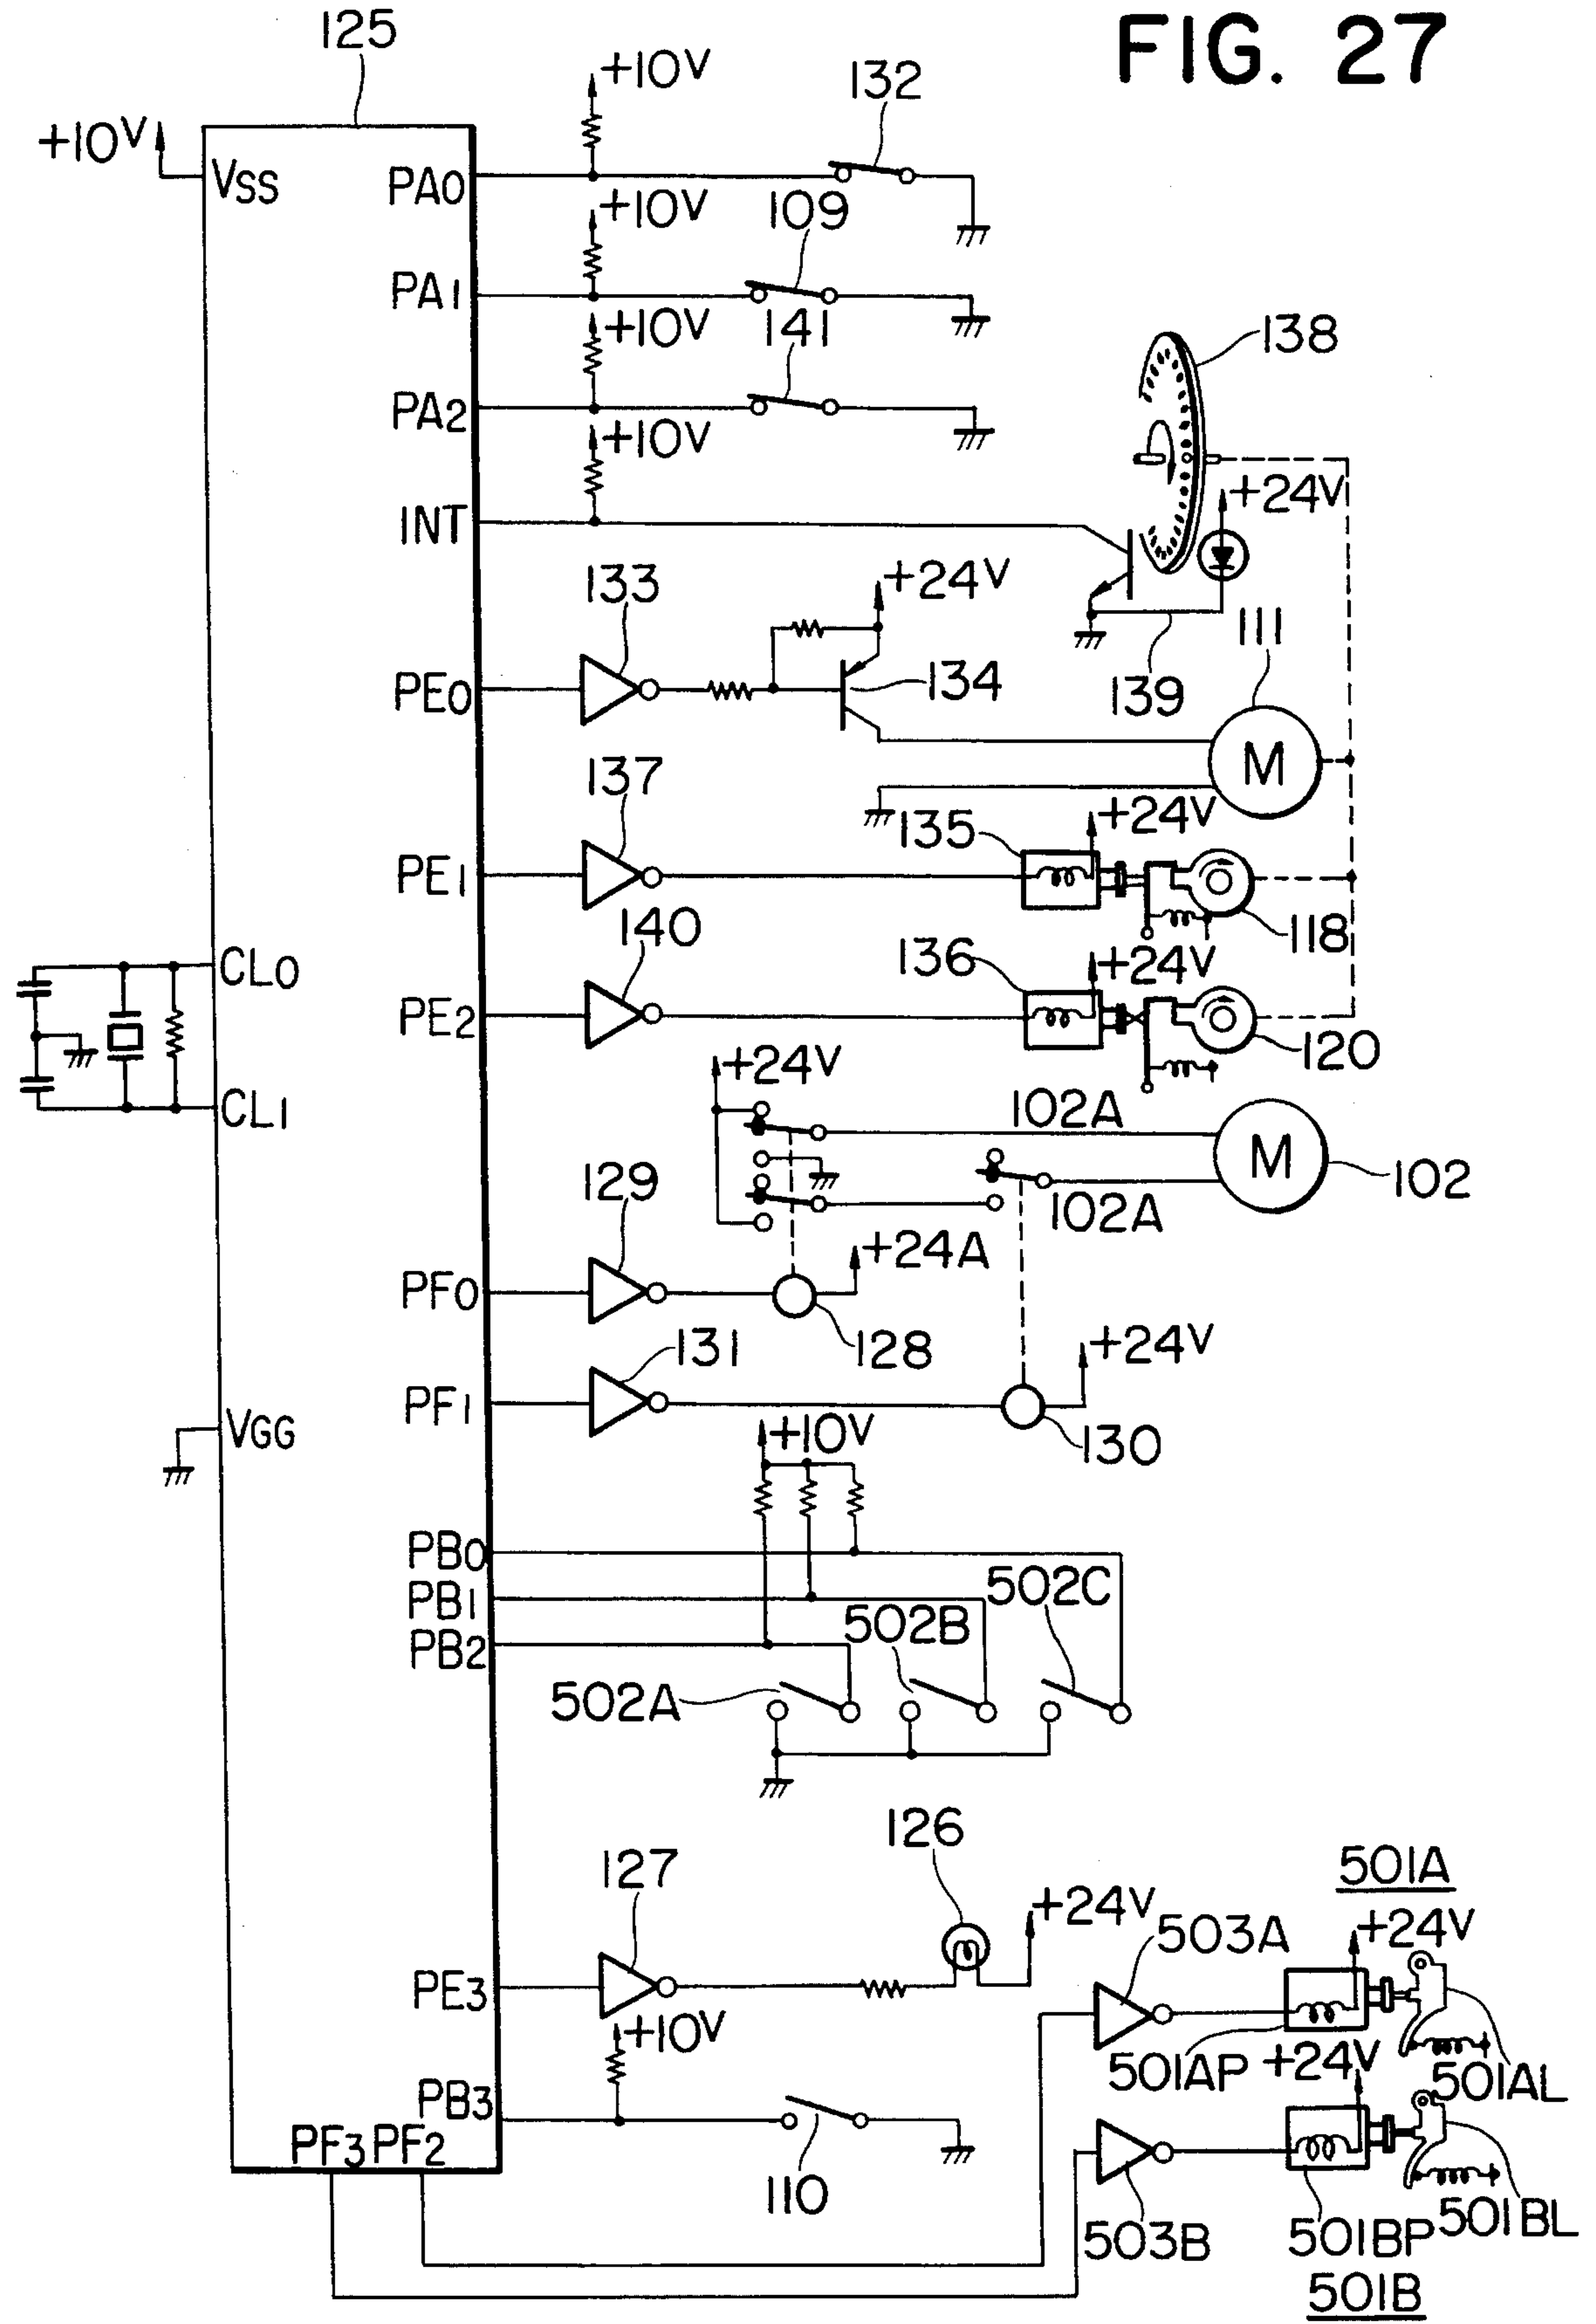 FIG. 27
125
+10V
132
+10V
VSS
PA0
+10V
109
PA1
+10V
141
138
PA2
+10V
+24V
INT
133
+24V
111
PE0
134
139
M
137
135
+24V
PE1
118
140
136
+24V
CL0
PE2
120
+24V
102A
CL1
M
102
129
102A
+24A
PF0
128
131
+24V
PF1
VGG
+10V
130
PB0
502C
PB1
502B
PB2
502A
126
127
501A
+24V
503A
+24V
PE3
+10V
501AP
+24V
501AL
PB3
PF3
PF2
110
503B
501BP
501BL
501B